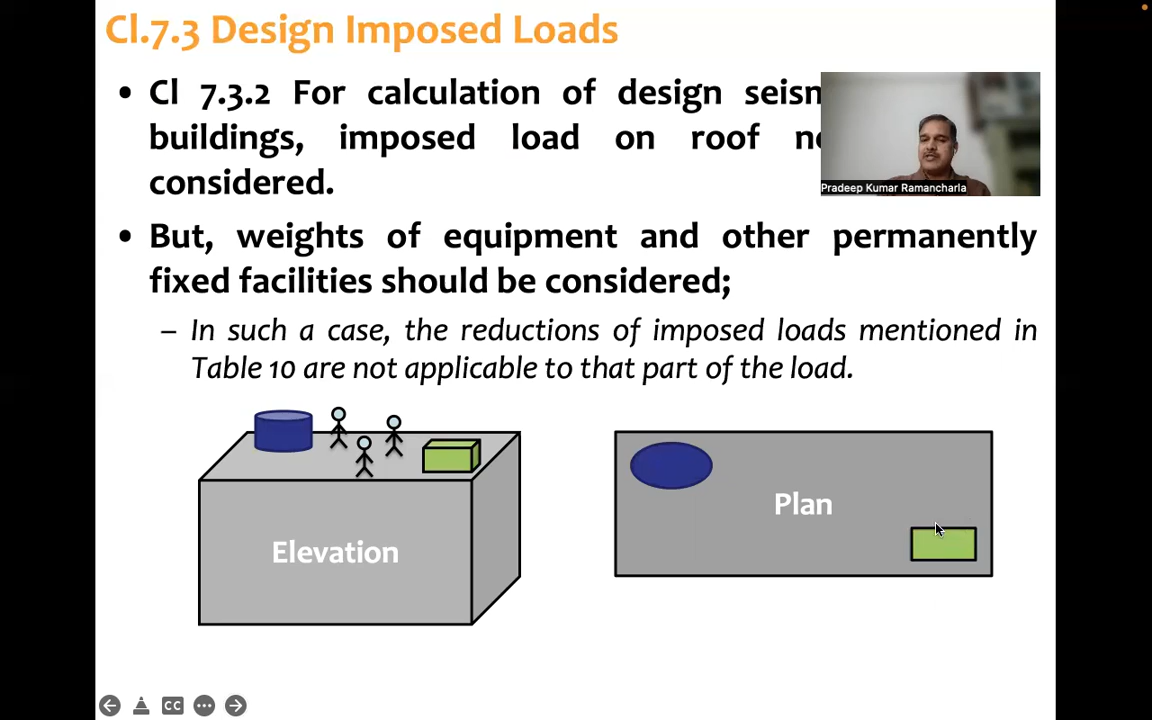 Cl.7.3 Design Imposed Loads
• Cl 7.3.2 For calculation of design
buildings, imposed load on roof
considered.
Pradeep Kumar Ramancharla
• But, weights of equipment and other permanently
fixed facilities should be considered;
– In such a case, the reductions of imposed loads mentioned in
Table 10 are not applicable to that part of the load.
Elevation
Plan
CC